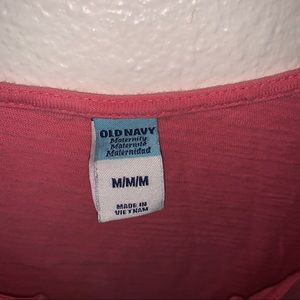 OLD NAVY
Maternity
Maternité
Maternidad
M/M/M
MADE IN
VIETNAM